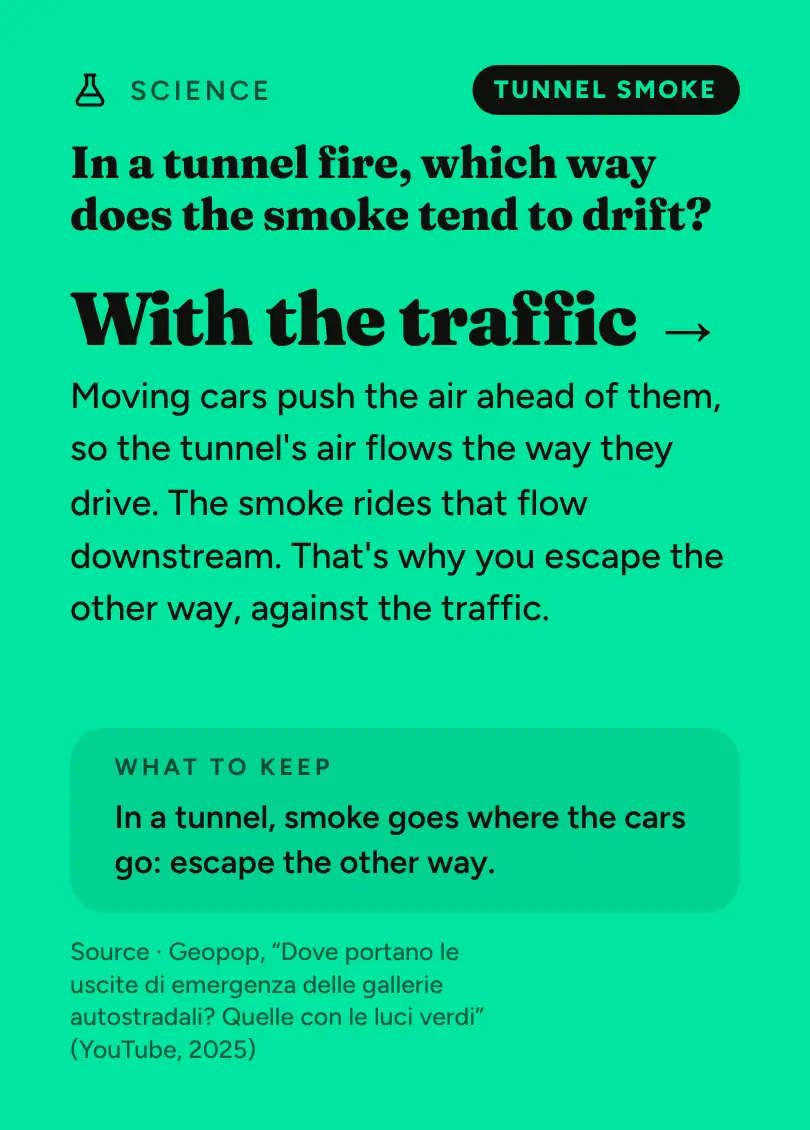 SCIENCE
TUNNEL SMOKE
In a tunnel fire, which way
does the smoke tend to drift?
With the traffic →
Moving cars push the air ahead of them,
so the tunnel's air flows the way they
drive. The smoke rides that flow
downstream. That's why you escape the
other way, against the traffic.
WHAT TO KEEP
In a tunnel, smoke goes where the cars
go: escape the other way.
Source · Geopop, “Dove portano le
uscite di emergenza delle gallerie
autostradali? Quelle con le luci verdi”
(YouTube, 2025)